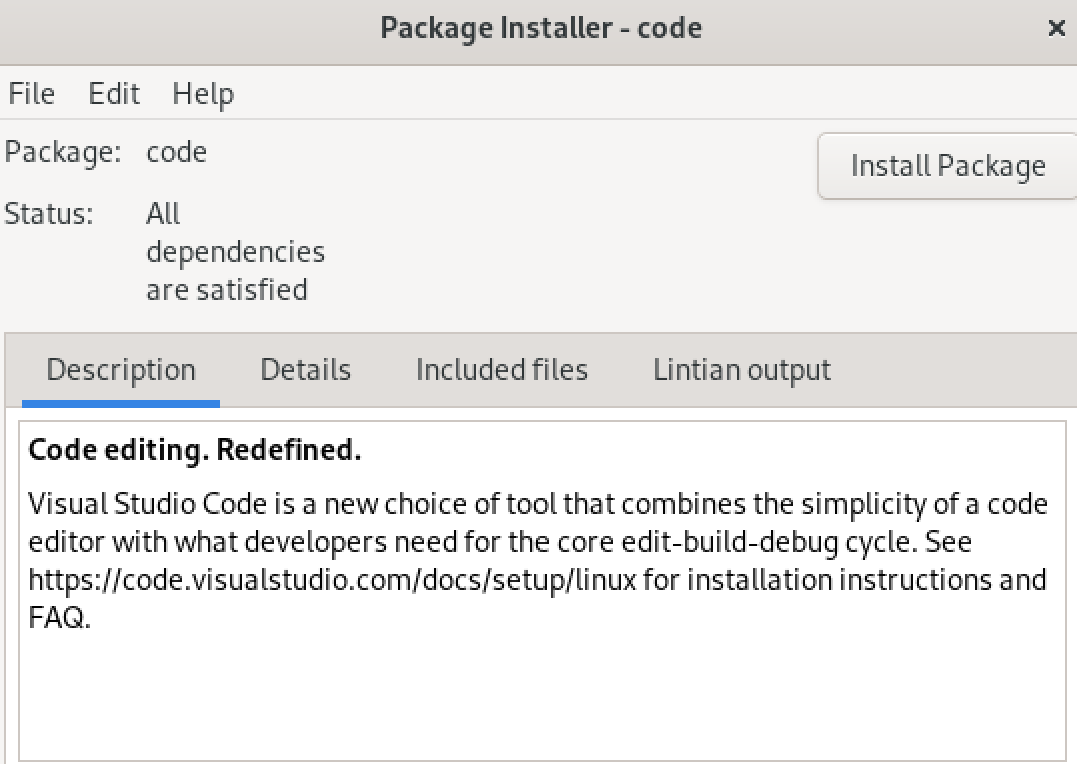 Package Installer - code
×
File Edit Help
Package: code
Install Package
Status: All
dependencies
are satisfied
Description Details Included files Lintian output
Code editing. Redefined.
Visual Studio Code is a new choice of tool that combines the simplicity of a code
editor with what developers need for the core edit-build-debug cycle. See
https://code.visualstudio.com/docs/setup/linux for installation instructions and
FAQ.